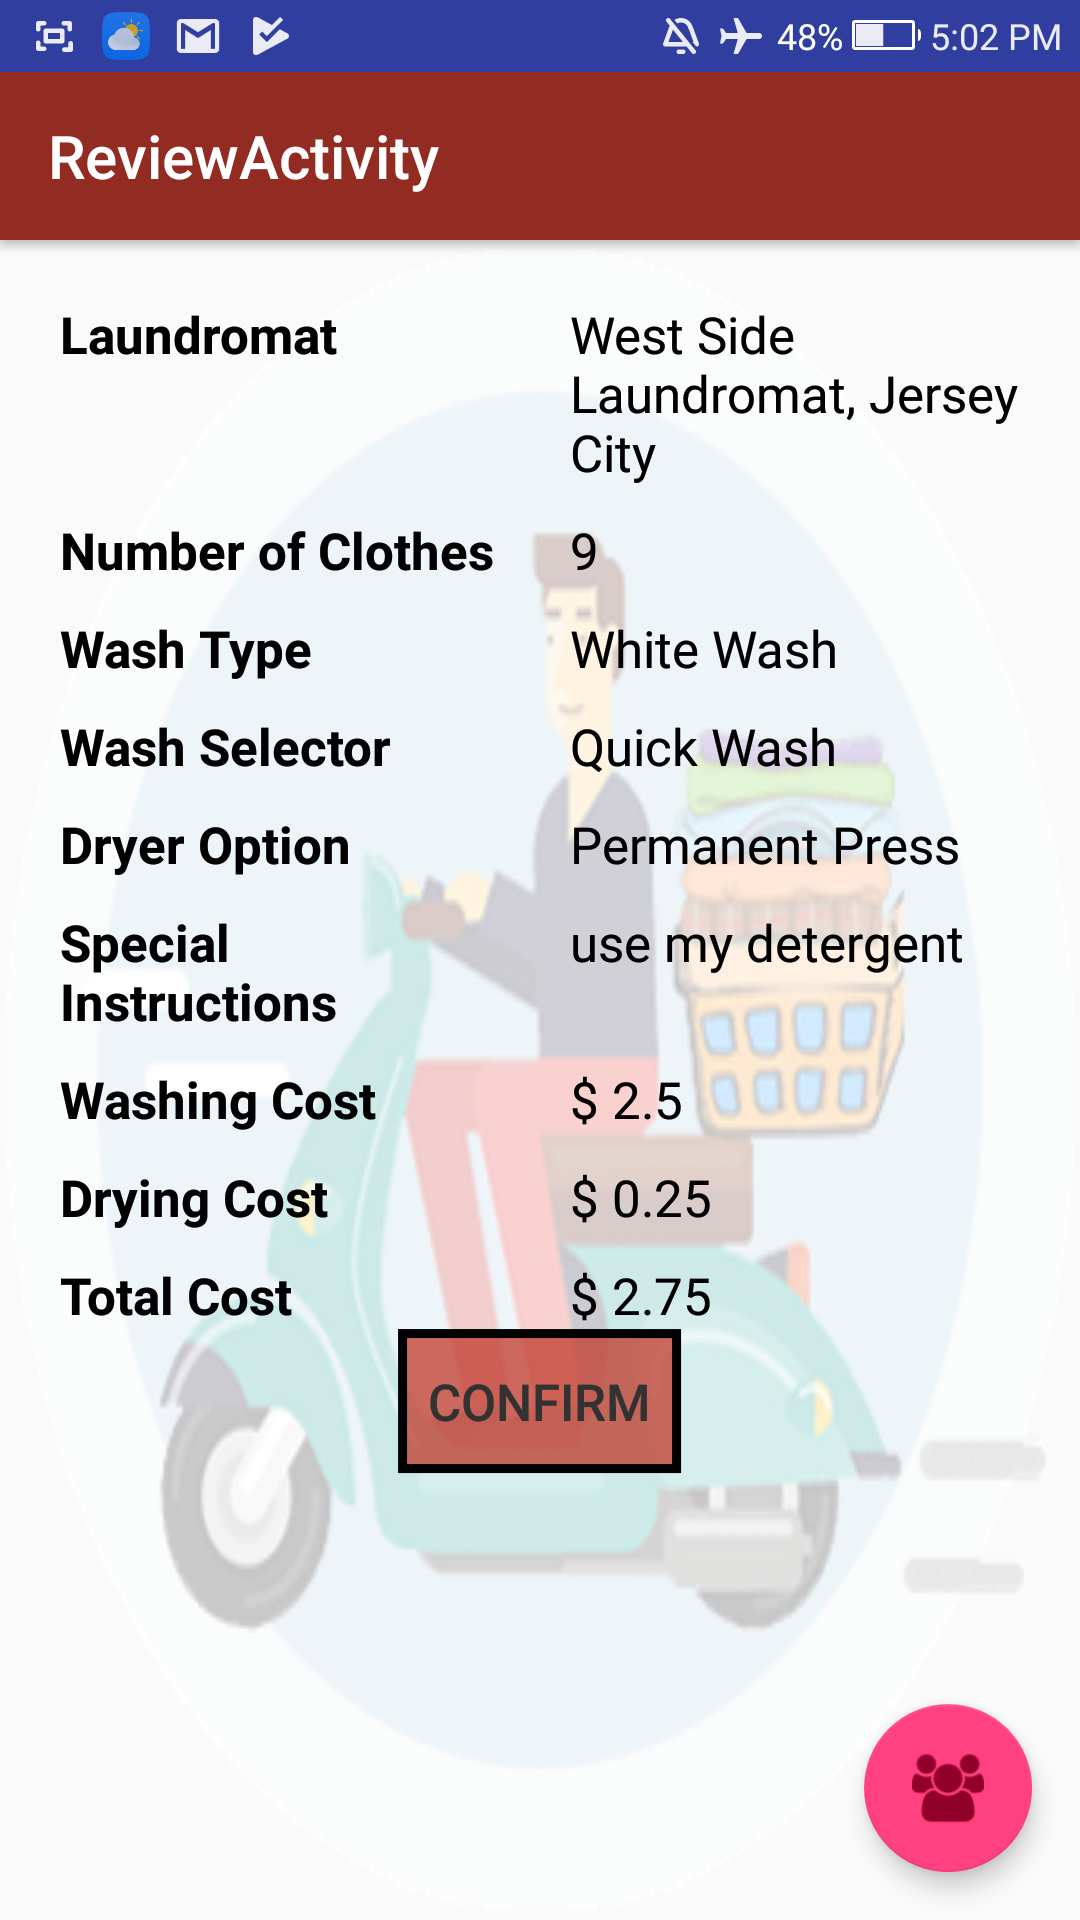 48% 5:02 PM
ReviewActivity
Laundromat West Side
Laundromat, Jersey
City
Number of Clothes 9
Wash Type White Wash
Wash Selector Quick Wash
Dryer Option Permanent Press
Special use my detergent
Instructions
Washing Cost $ 2.5
Drying Cost $ 0.25
Total Cost $ 2.75
CONFIRM